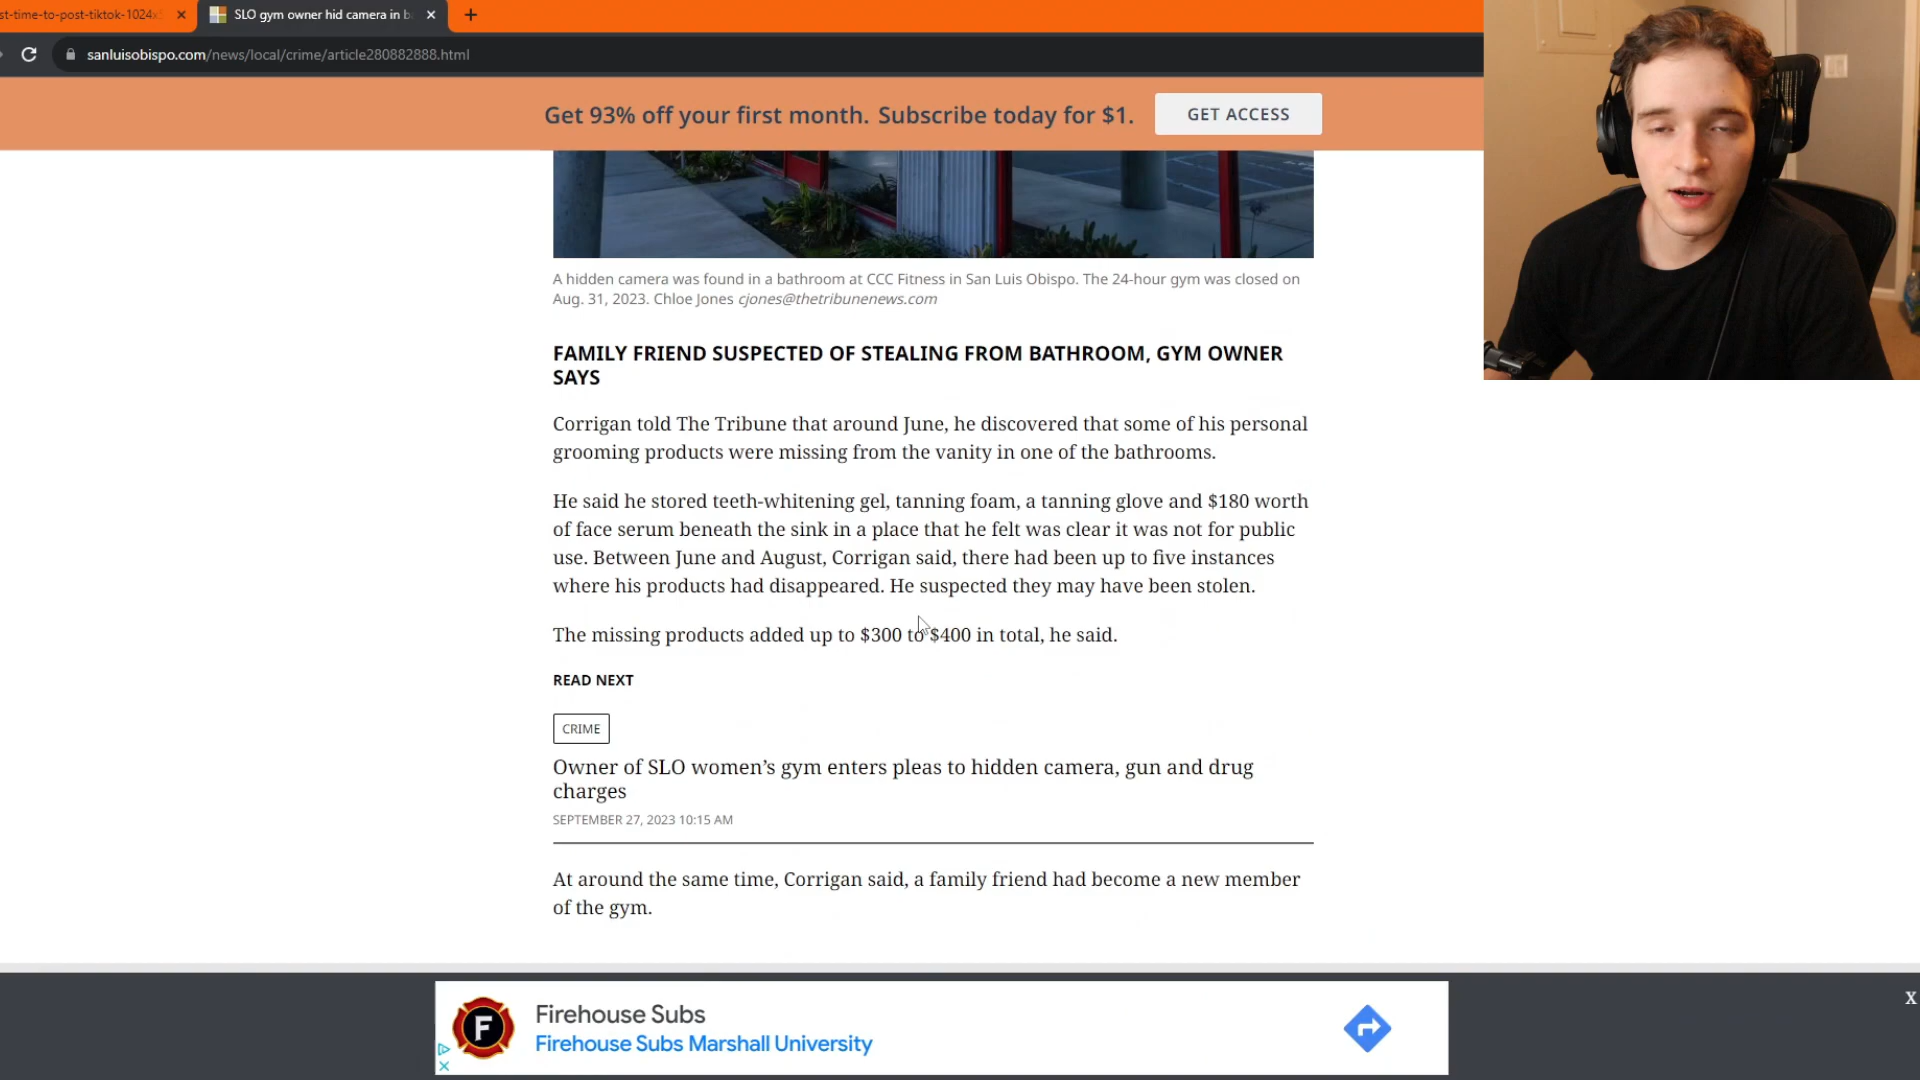 st-time-to-post-tiktok-1024x
SLO gym owner hid camera in b
sanluisobispo.com/news/local/crime/article280882888.html
Get 93% off your first month. Subscribe today for $1.
GET ACCESS
A hidden camera was found in a bathroom at CCC Fitness in San Luis Obispo. The 24-hour gym was closed on
Aug. 31, 2023. Chloe Jones cjones@thetribunenews.com
FAMILY FRIEND SUSPECTED OF STEALING FROM BATHROOM, GYM OWNER
SAYS
Corrigan told The Tribune that around June, he discovered that some of his personal
grooming products were missing from the vanity in one of the bathrooms.
He said he stored teeth-whitening gel, tanning foam, a tanning glove and $180 worth
of face serum beneath the sink in a place that he felt was clear it was not for public
use. Between June and August, Corrigan said, there had been up to five instances
where his products had disappeared. He suspected they may have been stolen.
The missing products added up to $300 to $400 in total, he said.
READ NEXT
CRIME
Owner of SLO women’s gym enters pleas to hidden camera, gun and drug
charges
SEPTEMBER 27, 2023 10:15 AM
At around the same time, Corrigan said, a family friend had become a new member
of the gym.
X
F
Firehouse Subs
Firehouse Subs Marshall University